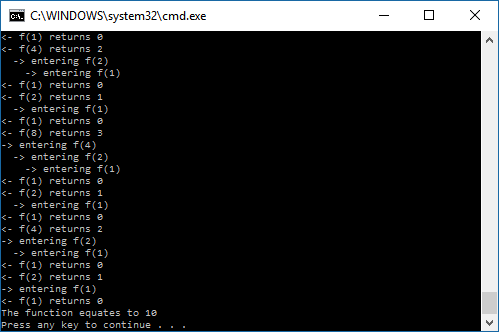 C:\WINDOWS\system32\cmd.exe
<- f(1) returns 0
<- f(4) returns 2
  -> entering f(2)
    -> entering f(1)
<- f(1) returns 0
<- f(2) returns 1
  -> entering f(1)
<- f(1) returns 0
<- f(8) returns 3
-> entering f(4)
  -> entering f(2)
    -> entering f(1)
<- f(1) returns 0
<- f(2) returns 1
  -> entering f(1)
<- f(1) returns 0
<- f(4) returns 2
-> entering f(2)
  -> entering f(1)
<- f(1) returns 0
<- f(2) returns 1
-> entering f(1)
<- f(1) returns 0
The function equates to 10
Press any key to continue . . .